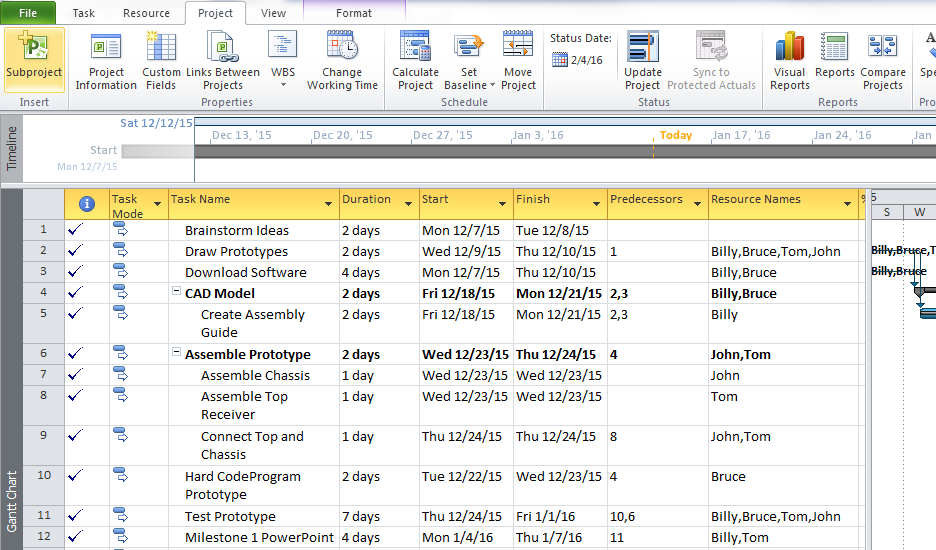 File Task Resource Project View Format
Subproject
Project Information
Custom Fields
Links Between Projects
WBS
Change Working Time
Calculate Project
Set Baseline
Move Project
Status Date:
2/4/16
Update Project
Sync to Protected Actuals
Visual Reports
Reports
Compare Projects
Insert Properties Schedule Status Reports
Timeline
Sat 12/12/15
Dec 13, '15 Dec 20, '15 Dec 27, '15 Jan 3, '16 Today Jan 17, '16 Jan 24, '16 Jan
Start
Mon 12/7/15
Task Mode Task Name Duration Start Finish Predecessors Resource Names %
S W
1 Brainstorm Ideas 2 days Mon 12/7/15 Tue 12/8/15
2 Draw Prototypes 2 days Wed 12/9/15 Thu 12/10/15 1 Billy,Bruce,Tom,John
Billy,Bruce,T
3 Download Software 4 days Mon 12/7/15 Thu 12/10/15 Billy,Bruce
Billy,Bruce
4 CAD Model 2 days Fri 12/18/15 Mon 12/21/15 2,3 Billy,Bruce
5 Create Assembly Guide 2 days Fri 12/18/15 Mon 12/21/15 2,3 Billy
6 Assemble Prototype 2 days Wed 12/23/15 Thu 12/24/15 4 John,Tom
7 Assemble Chassis 1 day Wed 12/23/15 Wed 12/23/15 John
8 Assemble Top Receiver 1 day Wed 12/23/15 Wed 12/23/15 Tom
9 Connect Top and Chassis 1 day Thu 12/24/15 Thu 12/24/15 8 John,Tom
10 Hard CodeProgram Prototype 2 days Tue 12/22/15 Wed 12/23/15 4 Bruce
11 Test Prototype 7 days Thu 12/24/15 Fri 1/1/16 10,6 Billy,Bruce,Tom,John
12 Milestone 1 PowerPoint 4 days Mon 1/4/16 Thu 1/7/16 11 Billy,Tom
Gantt Chart